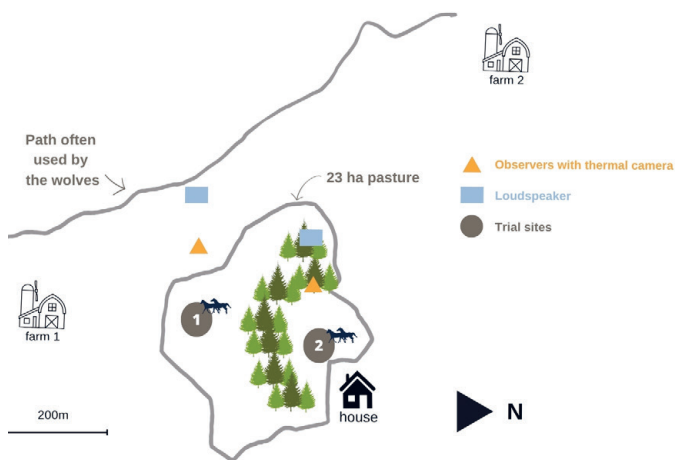 farm 2
Path often
used by
the wolves
23 ha pasture
Observers with thermal camera
Loudspeaker
Trial sites
1
farm 1
2
house
200m
N